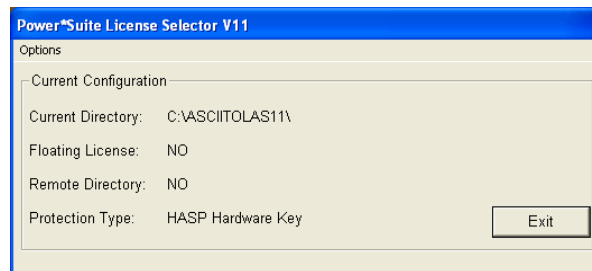 Power*Suite License Selector V11
Options
Current Configuration
Current Directory: C:\ASCIITOLAS11\
Floating License: NO
Remote Directory: NO
Protection Type: HASP Hardware Key
Exit